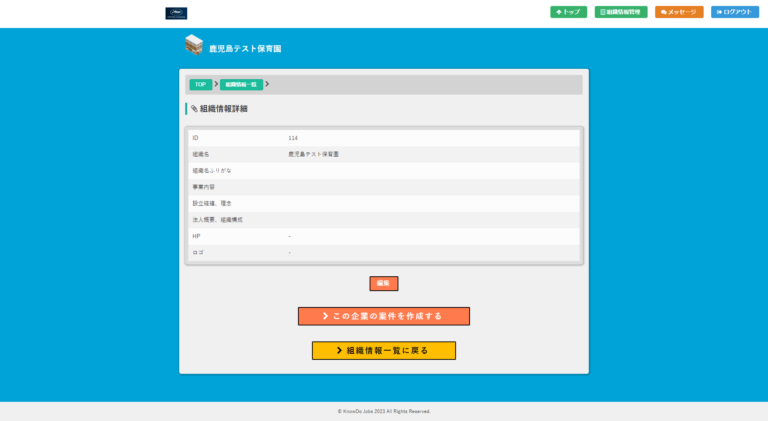 トップ
組織情報管理
メッセージ
ログアウト
鹿児島テスト保育園
TOP
組織情報一覧
組織情報詳細
ID 114
組織名 鹿児島テスト保育園
組織名ふりがな
事業内容
設立経緯、理念
法人概要、組織構成
HP -
ロゴ -
編集
この企業の案件を作成する
組織情報一覧に戻る
© KnowDo Jobs 2023 All Rights Reserved.